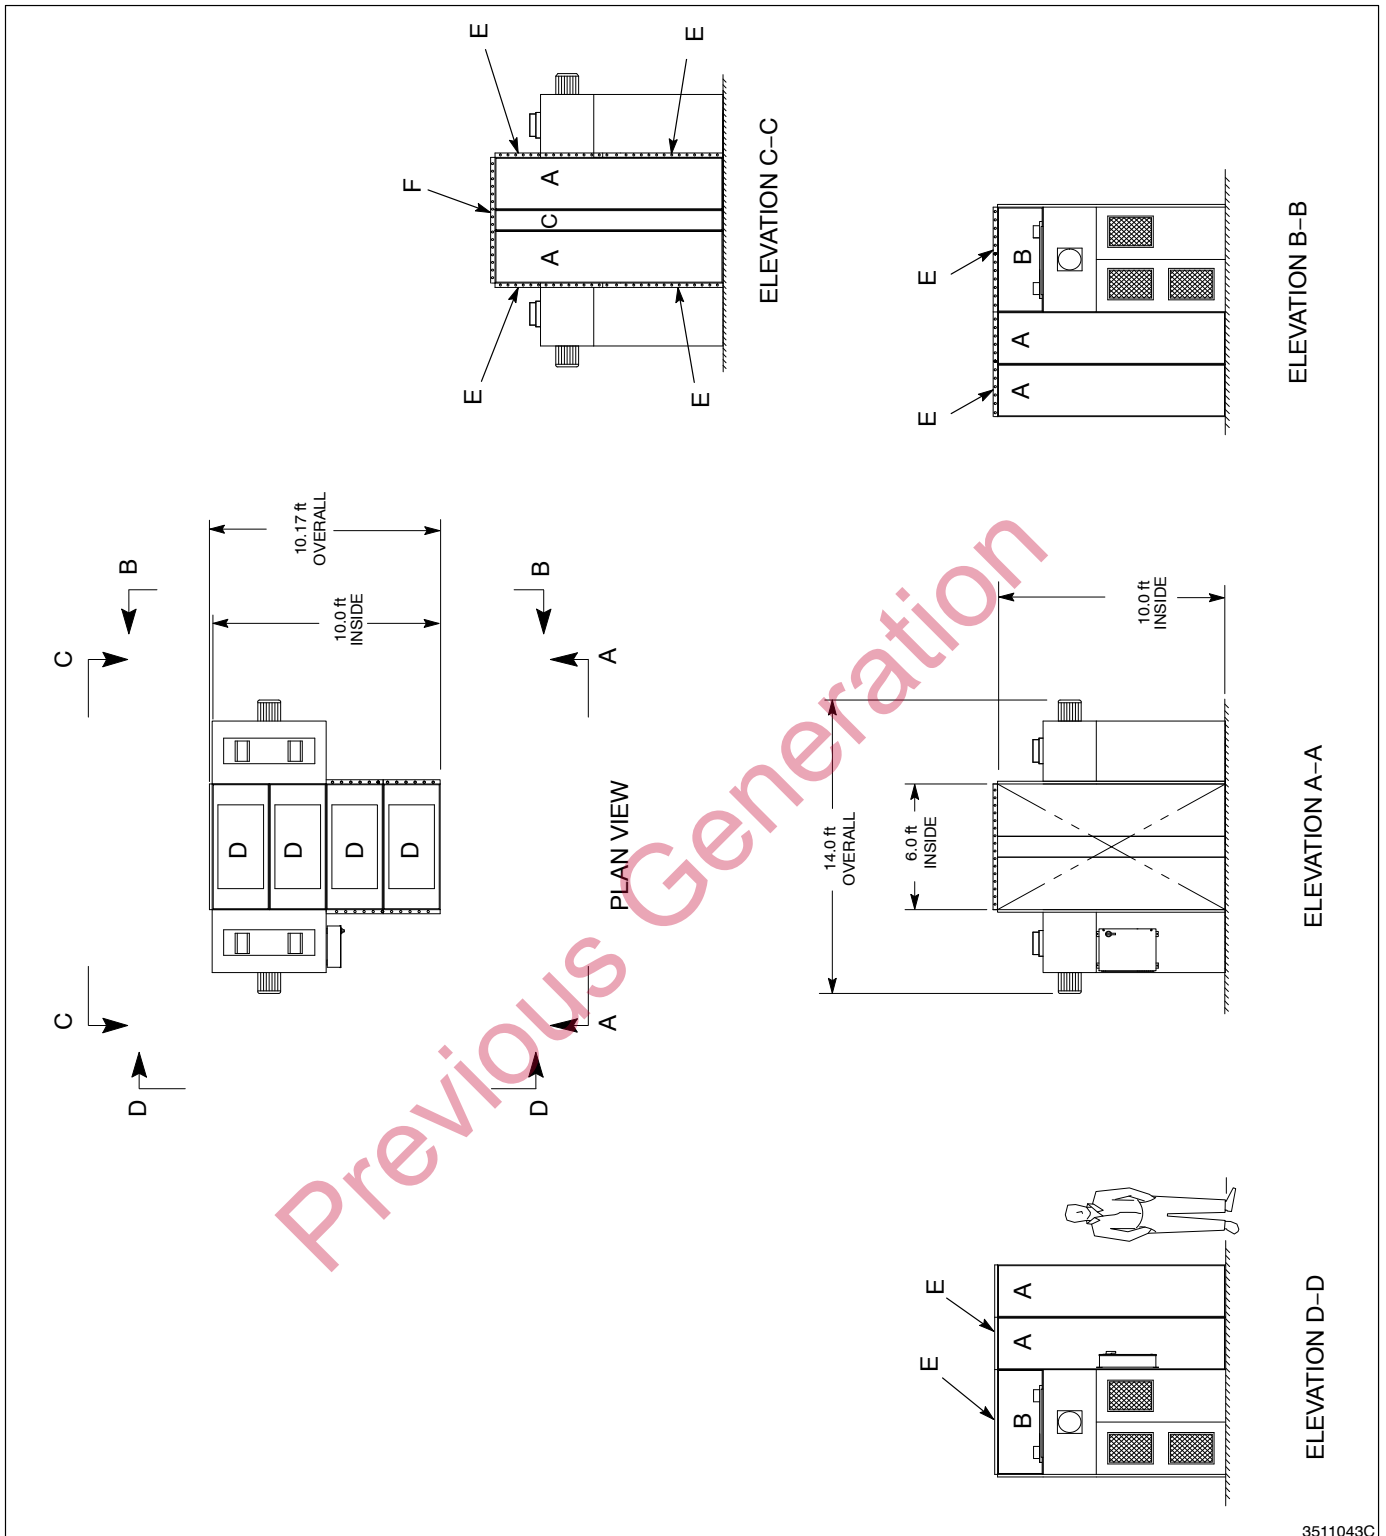 E
E
F
A
C
A
E
E
E
ELEVATION C–C
C
B
10.17 ft
OVERALL
10.0 ft
INSIDE
B
C
A
D
D
D
D
PLAN VIEW
C
A
D
D
E
B
A
A
E
ELEVATION B–B
10.0 ft
INSIDE
14.0 ft
OVERALL
6.0 ft
INSIDE
ELEVATION A–A
E
E
A
A
B
ELEVATION D–D
Previous Generation
3511043C